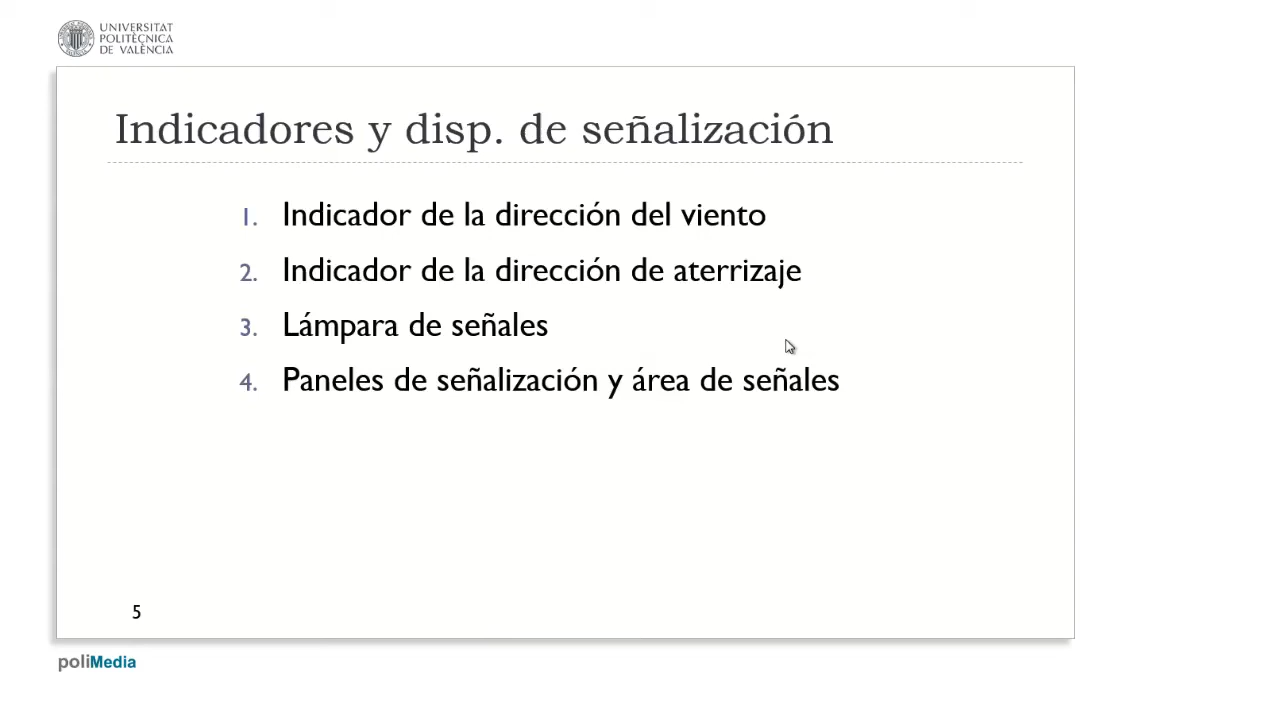 UNIVERSITAT
POLITÈCNICA
DE VALÈNCIA
Indicadores y disp. de señalización
1. Indicador de la dirección del viento
2. Indicador de la dirección de aterrizaje
3. Lámpara de señales
4. Paneles de señalización y área de señales
5
poliMedia